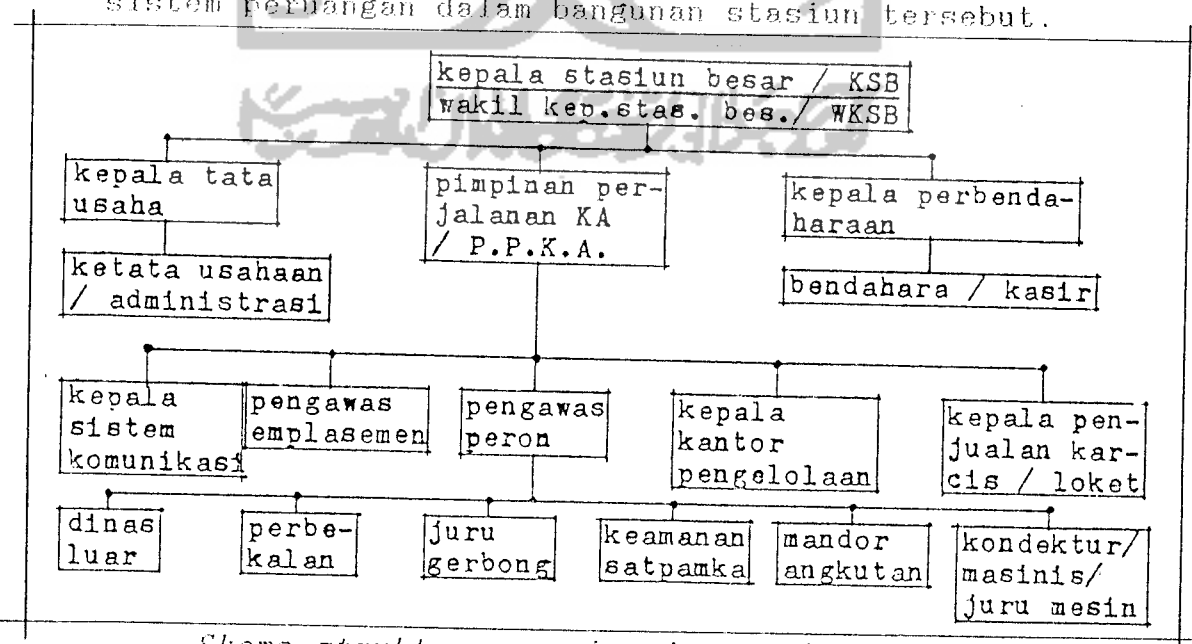 sistem peruangan dalam bangunan stasiun tersebut.
kepala stasiun besar / KSB
wakil kep.stas. bes./ WKSB
kepala tata
usaha
pimpinan per-
jalanan KA
/ P.P.K.A.
kepala perbenda-
haraan
ketata usahaan
/ administrasi
bendahara / kasir
kepala
sistem
komunikasi
pengawas
emplasemen
pengawas
peron
kepala
kantor
pengelolaan
kepala pen-
jualan kar-
cis / loket
dinas
luar
perbe-
kalan
juru
gerbong
keamanan
satpamka
mandor
angkutan
kondektur/
masinis/
juru mesin